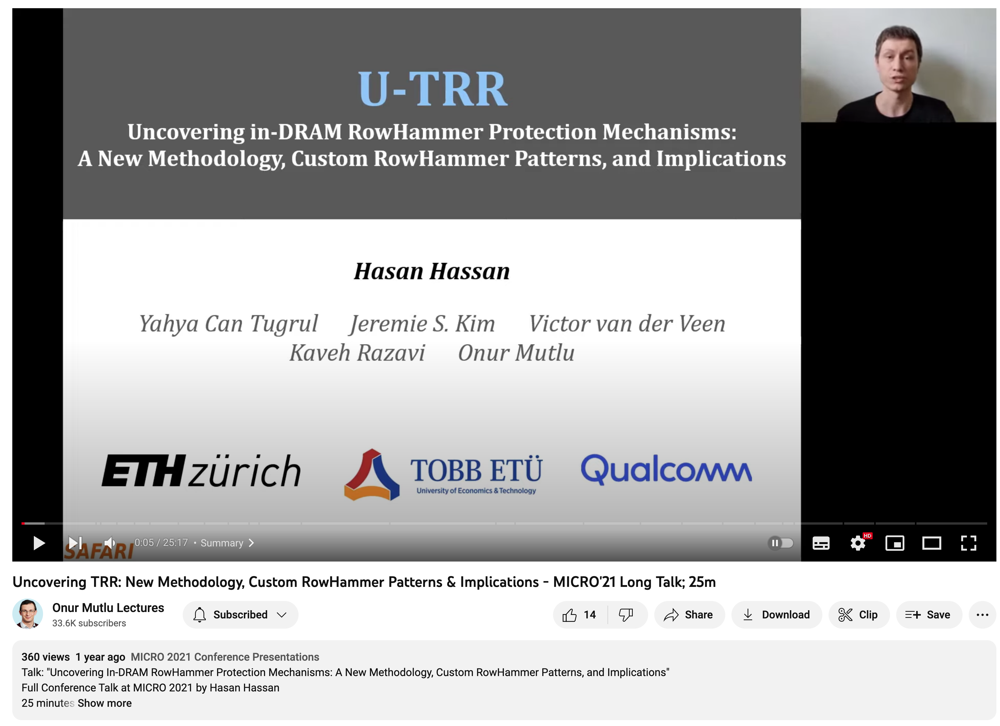 U-TRR
Uncovering in-DRAM RowHammer Protection Mechanisms:
A New Methodology, Custom RowHammer Patterns, and Implications
Hasan Hassan
Yahya Can Tugrul Jeremie S. Kim Victor van der Veen
Kaveh Razavi Onur Mutlu
ETH zürich
TOBB ETÜ
University of Economics & Technology
Qualcomm
SAFARI
0:05 / 25:17 • Summary
HD
Uncovering TRR: New Methodology, Custom RowHammer Patterns & Implications - MICRO'21 Long Talk; 25m
Onur Mutlu Lectures
33.6K subscribers
Subscribed
14
Share
Download
Clip
Save
360 views 1 year ago MICRO 2021 Conference Presentations
Talk: "Uncovering In-DRAM RowHammer Protection Mechanisms: A New Methodology, Custom RowHammer Patterns, and Implications"
Full Conference Talk at MICRO 2021 by Hasan Hassan
25 minutes Show more